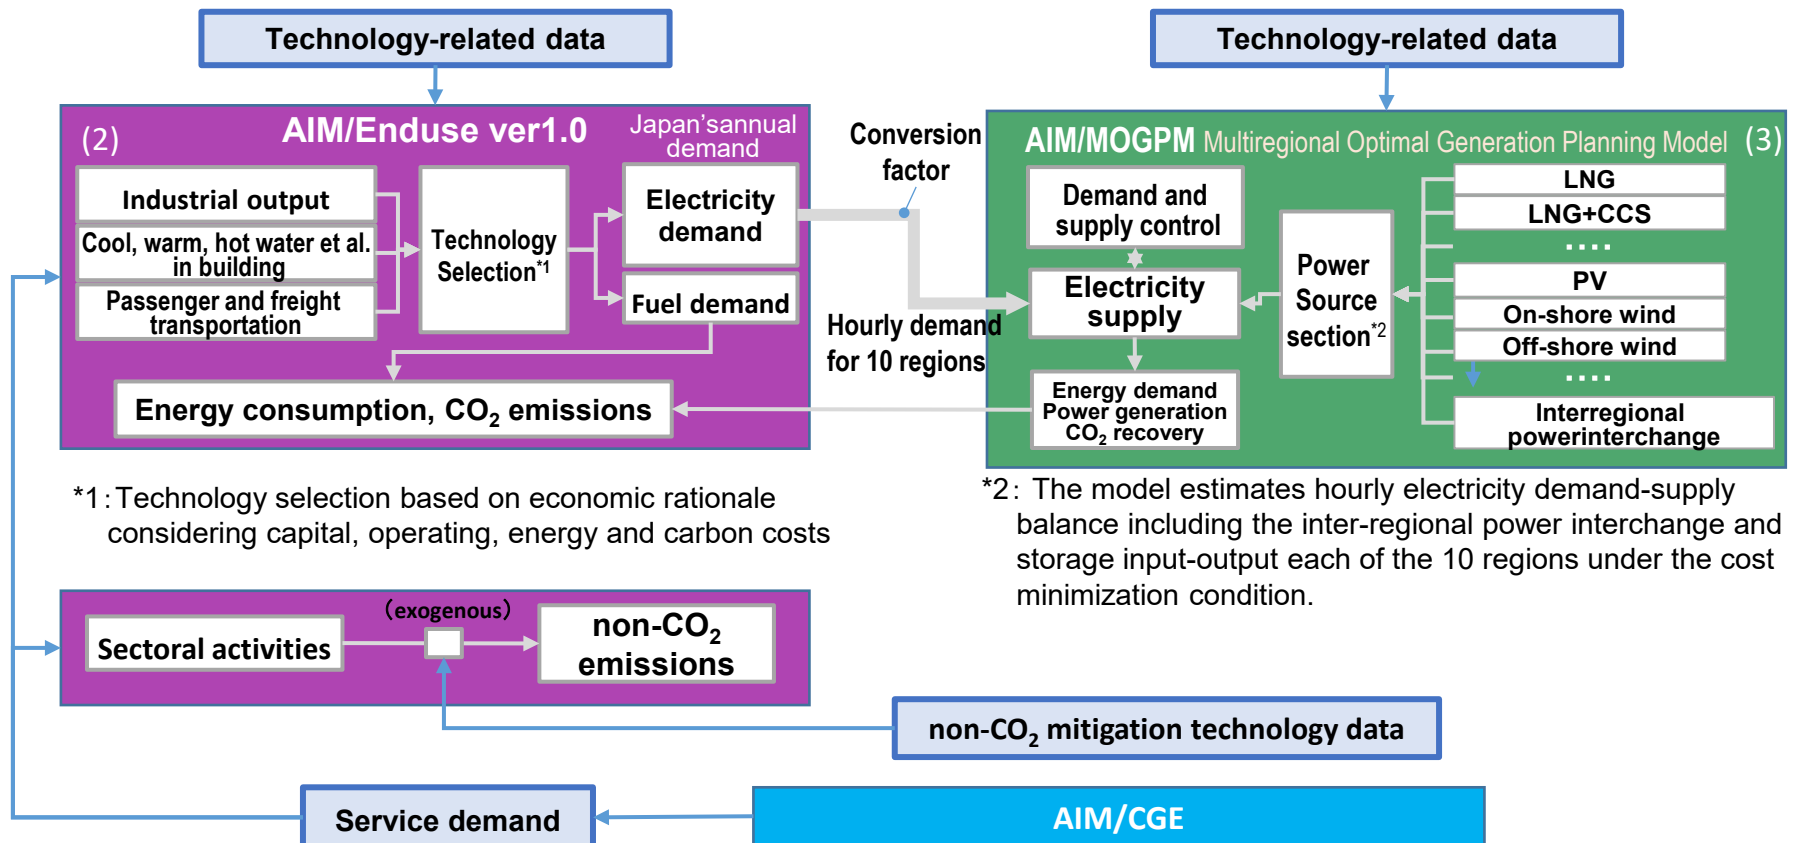 Technology-related data
Technology-related data
(2)
AIM/Enduse ver1.0
Japan'sannual
demand
Industrial output
Cool, warm, hot water et al.
in building
Passenger and freight
transportation
Technology
Selection*1
Electricity
demand
Fuel demand
Energy consumption, CO2 emissions
Conversion
factor
Hourly demand
for 10 regions
AIM/MOGPM Multiregional Optimal Generation Planning Model (3)
Demand and
supply control
Electricity
supply
Energy demand
Power generation
CO2 recovery
Power
Source
section*2
LNG
LNG+CCS
....
PV
On-shore wind
Off-shore wind
....
Interregional
powerinterchange
*1: Technology selection based on economic rationale
considering capital, operating, energy and carbon costs
*2: The model estimates hourly electricity demand-supply
balance including the inter-regional power interchange and
storage input-output each of the 10 regions under the cost
minimization condition.
Sectoral activities
(exogenous)
non-CO2
emissions
non-CO2 mitigation technology data
Service demand
AIM/CGE